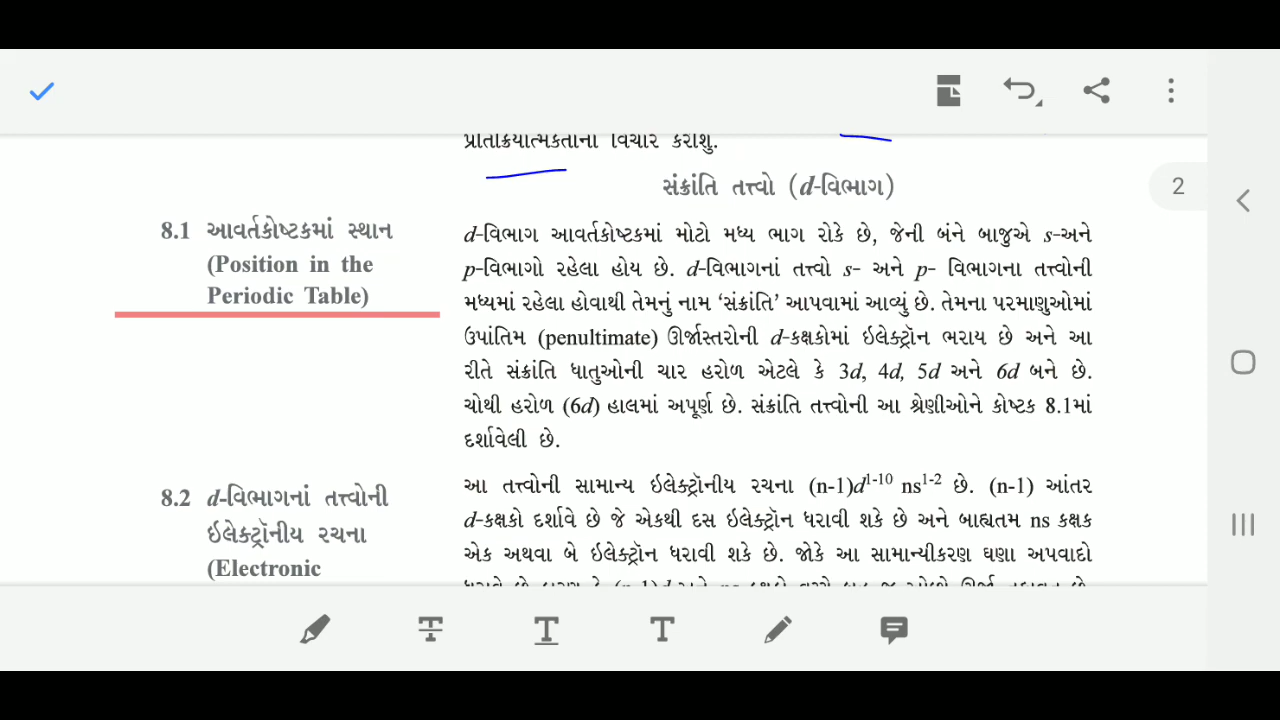 પ્રતિક્રિયાત્મકતાનો વિચાર કરીશું.
2
સંક્રાંતિ તત્ત્વો (d-વિભાગ)
8.1 આવર્તકોષ્ટકમાં સ્થાન
(Position in the
Periodic Table)
d-વિભાગ આવર્તકોષ્ટકમાં મોટો મધ્ય ભાગ રોકે છે, જેની બંને બાજુએ s-અને
p-વિભાગો રહેલા હોય છે. d-વિભાગનાં તત્ત્વો s- અને p- વિભાગના તત્ત્વોની
મધ્યમાં રહેલા હોવાથી તેમનું નામ ‘સંક્રાંતિ’ આપવામાં આવ્યું છે. તેમના પરમાણુઓમાં
ઉપાંતિમ (penultimate) ઊર્જાસ્તરોની d-કક્ષકોમાં ઇલેક્ટ્રૉન ભરાય છે અને આ
રીતે સંક્રાંતિ ધાતુઓની ચાર હરોળ એટલે કે 3d, 4d, 5d અને 6d બને છે.
ચોથી હરોળ (6d) હાલમાં અપૂર્ણ છે. સંક્રાંતિ તત્ત્વોની આ શ્રેણીઓને કોષ્ટક 8.1માં
દર્શાવેલી છે.
8.2 d-વિભાગનાં તત્ત્વોની
ઇલેક્ટ્રૉનીય રચના
(Electronic
આ તત્ત્વોની સામાન્ય ઇલેક્ટ્રૉનીય રચના (n-1)d¹⁻¹⁰ ns¹⁻² છે. (n-1) આંતર
d-કક્ષકો દર્શાવે છે જે એકથી દસ ઇલેક્ટ્રૉન ધરાવી શકે છે અને બાહ્યતમ ns કક્ષક
એક અથવા બે ઇલેક્ટ્રૉન ધરાવી શકે છે. જોકે આ સામાન્યીકરણ ઘણા અપવાદો